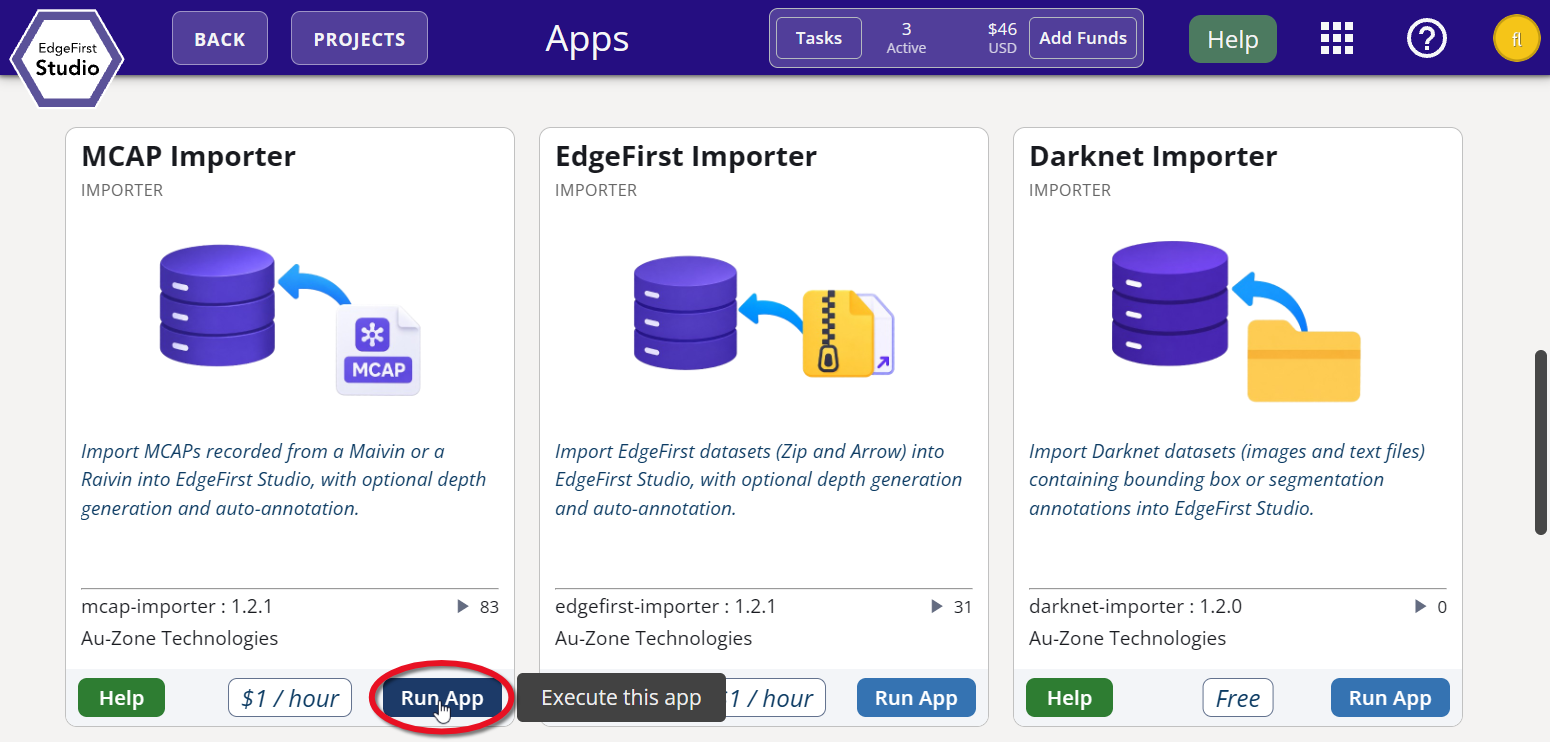 EdgeFirst
Studio
BACK
PROJECTS
Apps
Tasks
3
Active
$46
USD
Add Funds
Help
fl
MCAP Importer
IMPORTER
MCAP
Import MCAPs recorded from a Maivin or a
Raivin into EdgeFirst Studio, with optional depth
generation and auto-annotation.
mcap-importer : 1.2.1
83
Au-Zone Technologies
Help
$1 / hour
Run App
Execute this app
EdgeFirst Importer
IMPORTER
Import EdgeFirst datasets (Zip and Arrow) into
EdgeFirst Studio, with optional depth generation
and auto-annotation.
edgefirst-importer : 1.2.1
31
Au-Zone Technologies
1 / hour
Run App
Darknet Importer
IMPORTER
Import Darknet datasets (images and text files)
containing bounding box or segmentation
annotations into EdgeFirst Studio.
darknet-importer : 1.2.0
0
Au-Zone Technologies
Help
Free
Run App